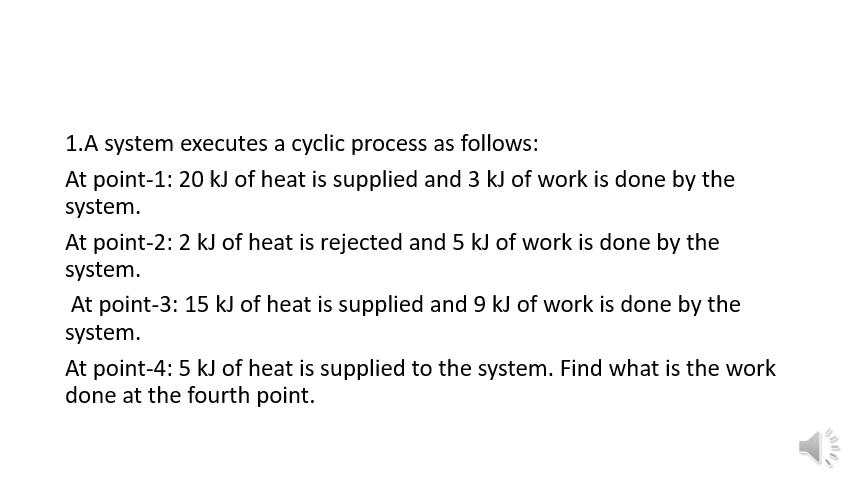 1.A system executes a cyclic process as follows:
At point-1: 20 kJ of heat is supplied and 3 kJ of work is done by the
system.
At point-2: 2 kJ of heat is rejected and 5 kJ of work is done by the
system.
At point-3: 15 kJ of heat is supplied and 9 kJ of work is done by the
system.
At point-4: 5 kJ of heat is supplied to the system. Find what is the work
done at the fourth point.